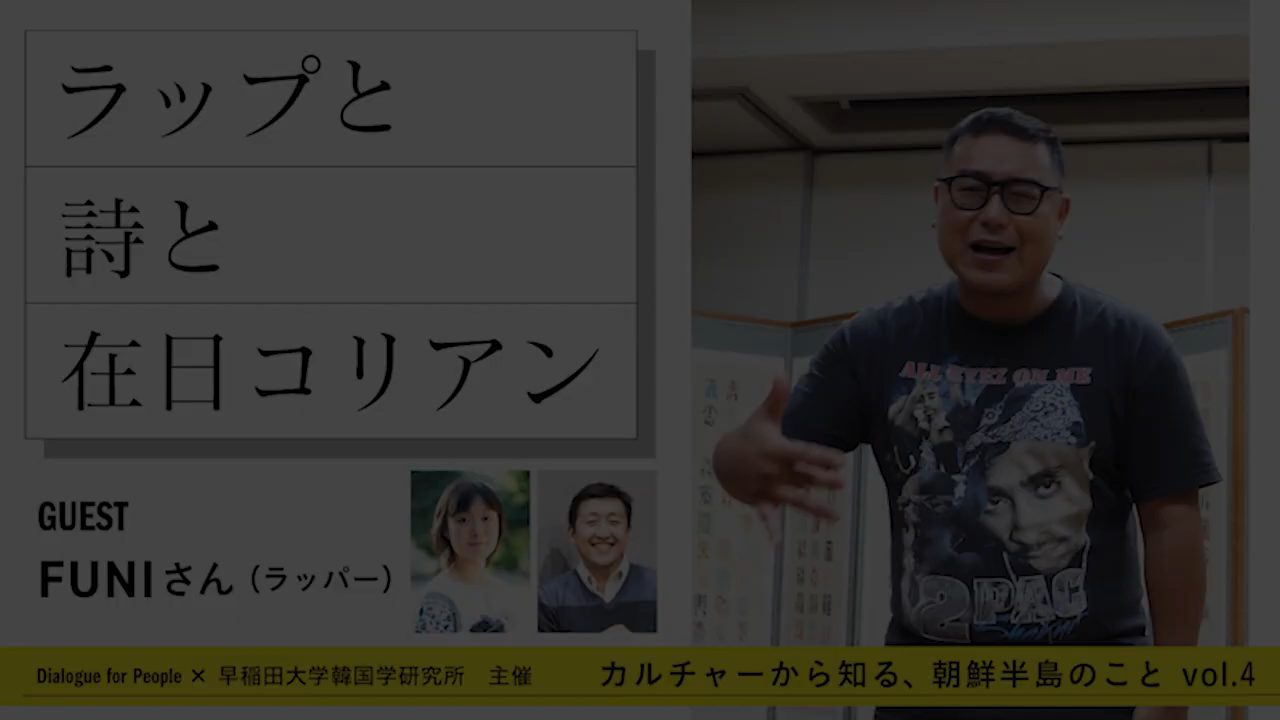 ラップと
詩と
在日コリアン
GUEST
FUNIさん（ラッパー）
ALL EYEZ ON ME
2PAC
Dialogue for People × 早稲田大学韓国学研究所　主催
カルチャーから知る、朝鮮半島のこと vol.4